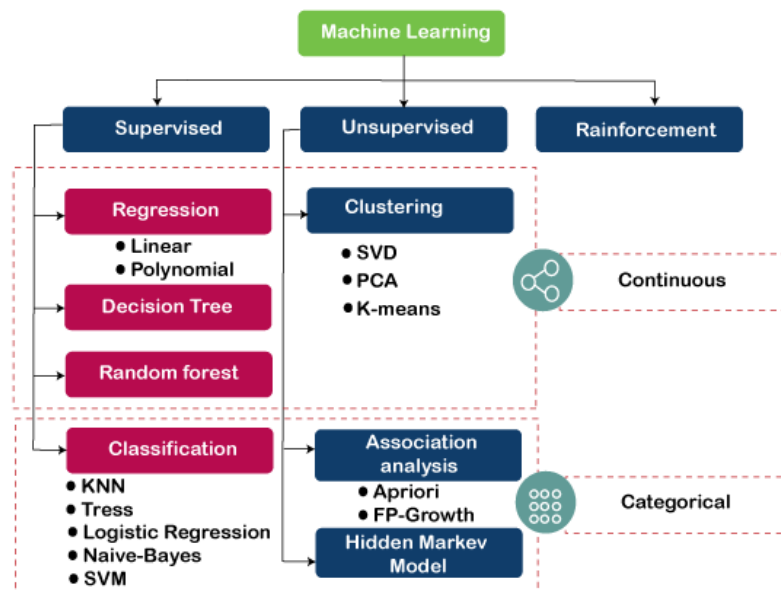 Machine Learning
Supervised
Unsupervised
Rainforcement
Regression
● Linear
● Polynomial
Decision Tree
Random forest
Clustering
● SVD
● PCA
● K-means
Continuous
Classification
● KNN
● Tress
● Logistic Regression
● Naive-Bayes
● SVM
Association
analysis
● Apriori
● FP-Growth
Hidden Markev
Model
Categorical